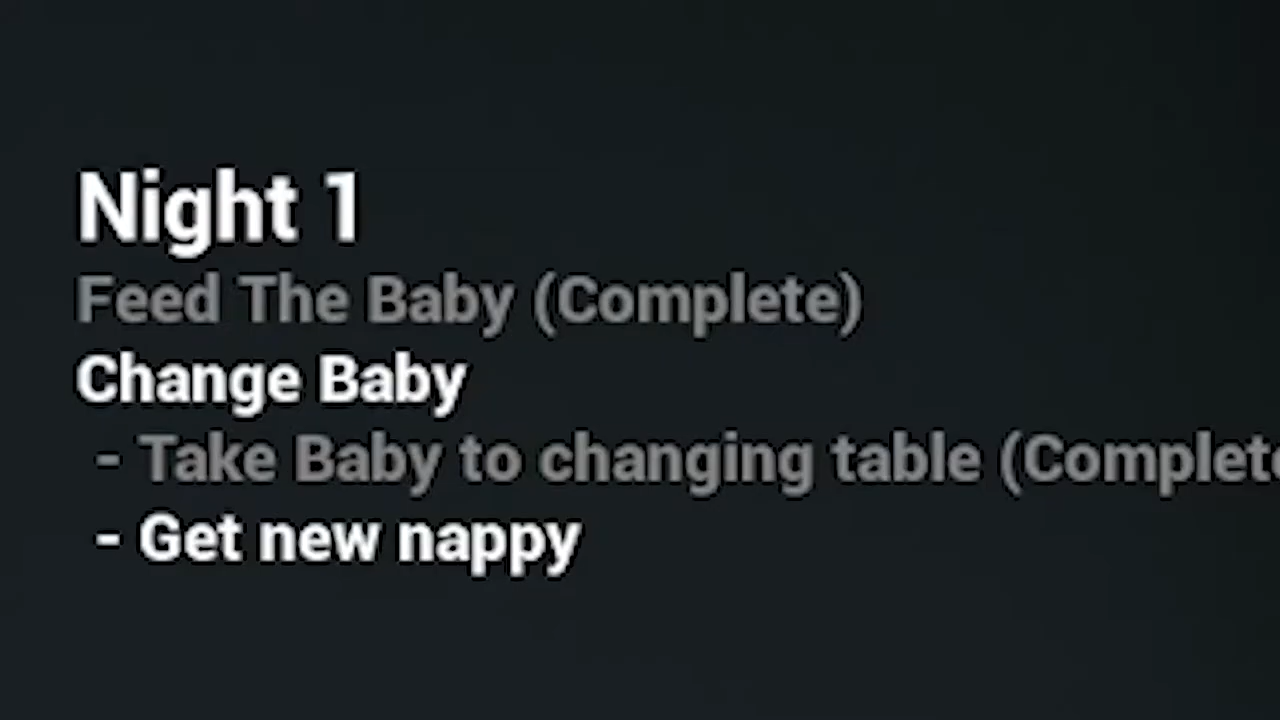 Night 1
Feed The Baby (Complete)
Change Baby
- Take Baby to changing table (Complete
- Get new nappy